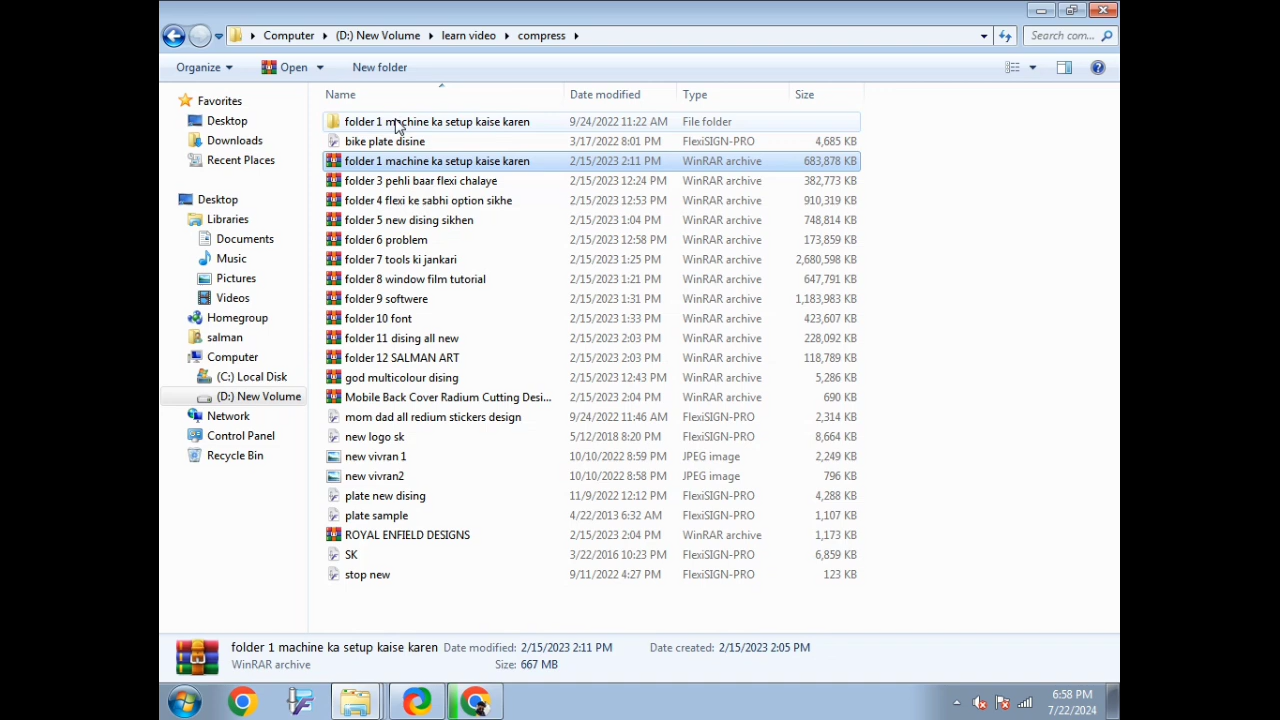 Computer (D:) New Volume learn video compress Search com...
Organize Open New folder
Name Date modified Type Size
Favorites
Desktop
Downloads
Recent Places
Desktop
Libraries
Documents
Music
Pictures
Videos
Homegroup
salman
Computer
(C:) Local Disk
(D:) New Volume
Network
Control Panel
Recycle Bin
folder 1 machine ka setup kaise karen 9/24/2022 11:22 AM File folder
bike plate disine 3/17/2022 8:01 PM FlexiSIGN-PRO 4,685 KB
folder 1 machine ka setup kaise karen 2/15/2023 2:11 PM WinRAR archive 683,878 KB
folder 3 pehli baar flexi chalaye 2/15/2023 12:24 PM WinRAR archive 382,773 KB
folder 4 flexi ke sabhi option sikhe 2/15/2023 12:53 PM WinRAR archive 910,319 KB
folder 5 new dising sikhen 2/15/2023 1:04 PM WinRAR archive 748,814 KB
folder 6 problem 2/15/2023 12:58 PM WinRAR archive 173,859 KB
folder 7 tools ki jankari 2/15/2023 1:25 PM WinRAR archive 2,680,598 KB
folder 8 window film tutorial 2/15/2023 1:21 PM WinRAR archive 647,791 KB
folder 9 softwere 2/15/2023 1:31 PM WinRAR archive 1,183,983 KB
folder 10 font 2/15/2023 1:33 PM WinRAR archive 423,607 KB
folder 11 dising all new 2/15/2023 2:03 PM WinRAR archive 228,092 KB
folder 12 SALMAN ART 2/15/2023 2:03 PM WinRAR archive 118,789 KB
god multicolour dising 2/15/2023 12:43 PM WinRAR archive 5,286 KB
Mobile Back Cover Radium Cutting Desi... 2/15/2023 2:04 PM WinRAR archive 690 KB
mom dad all redium stickers design 9/24/2022 11:46 AM FlexiSIGN-PRO 2,314 KB
new logo sk 5/12/2018 8:20 PM FlexiSIGN-PRO 8,664 KB
new vivran 1 10/10/2022 8:59 PM JPEG image 2,249 KB
new vivran2 10/10/2022 8:58 PM JPEG image 796 KB
plate new dising 11/9/2022 12:12 PM FlexiSIGN-PRO 4,288 KB
plate sample 4/22/2013 6:32 AM FlexiSIGN-PRO 1,107 KB
ROYAL ENFIELD DESIGNS 2/15/2023 2:04 PM WinRAR archive 1,173 KB
SK 3/22/2016 10:23 PM FlexiSIGN-PRO 6,859 KB
stop new 9/11/2022 4:27 PM FlexiSIGN-PRO 123 KB
folder 1 machine ka setup kaise karen Date modified: 2/15/2023 2:11 PM Date created: 2/15/2023 2:05 PM
WinRAR archive Size: 667 MB
6:58 PM
7/22/2024